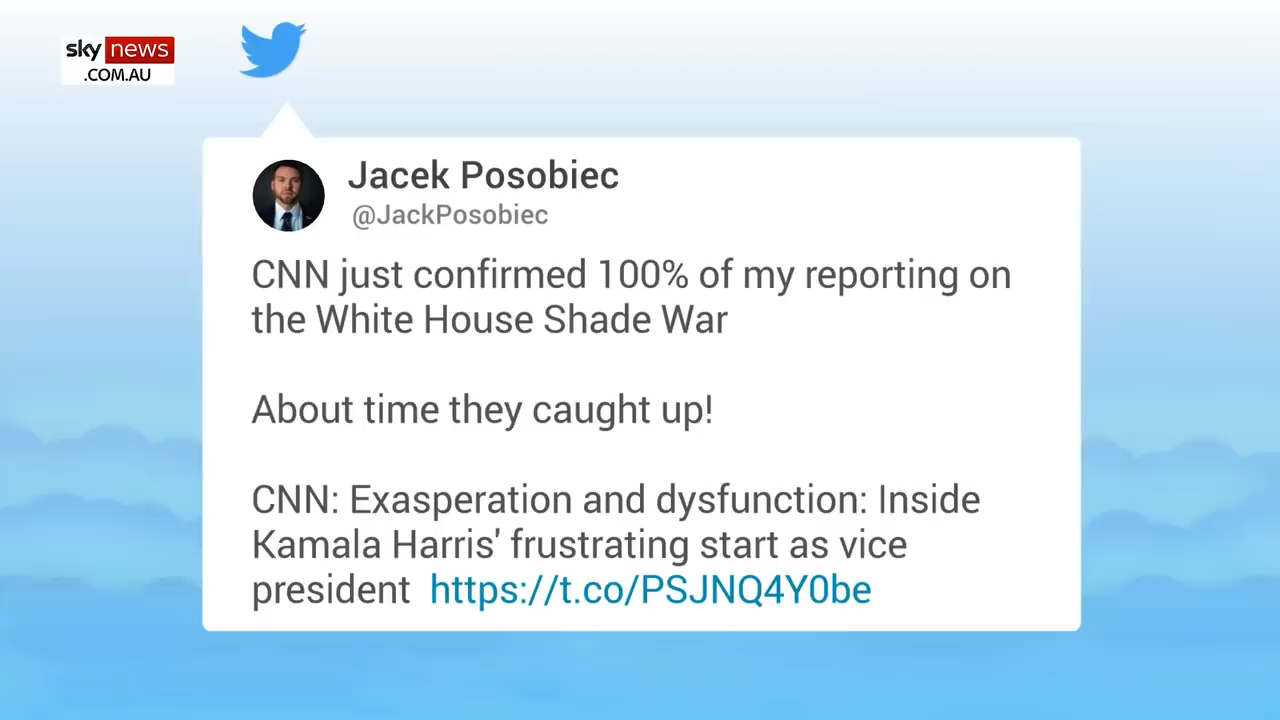 sky news
.COM.AU
Jacek Posobiec
@JackPosobiec
CNN just confirmed 100% of my reporting on
the White House Shade War
About time they caught up!
CNN: Exasperation and dysfunction: Inside
Kamala Harris' frustrating start as vice
president https://t.co/PSJNQ4Y0be